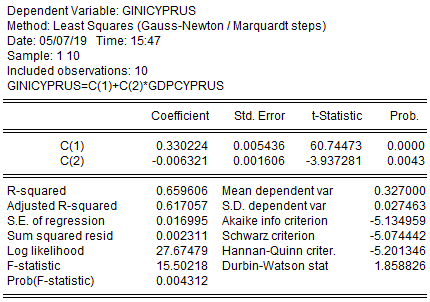 Dependent Variable: GINICYPRUS
Method: Least Squares (Gauss-Newton / Marquardt steps)
Date: 05/07/19 Time: 15:47
Sample: 1 10
Included observations: 10
GINICYPRUS=C(1)+C(2)*GDPCYPRUS
Coefficient Std. Error t-Statistic Prob.
C(1) 0.330224 0.005436 60.74473 0.0000
C(2) -0.006321 0.001606 -3.937281 0.0043
R-squared 0.659606 Mean dependent var 0.327000
Adjusted R-squared 0.617057 S.D. dependent var 0.027463
S.E. of regression 0.016995 Akaike info criterion -5.134959
Sum squared resid 0.002311 Schwarz criterion -5.074442
Log likelihood 27.67479 Hannan-Quinn criter. -5.201346
F-statistic 15.50218 Durbin-Watson stat 1.858826
Prob(F-statistic) 0.004312